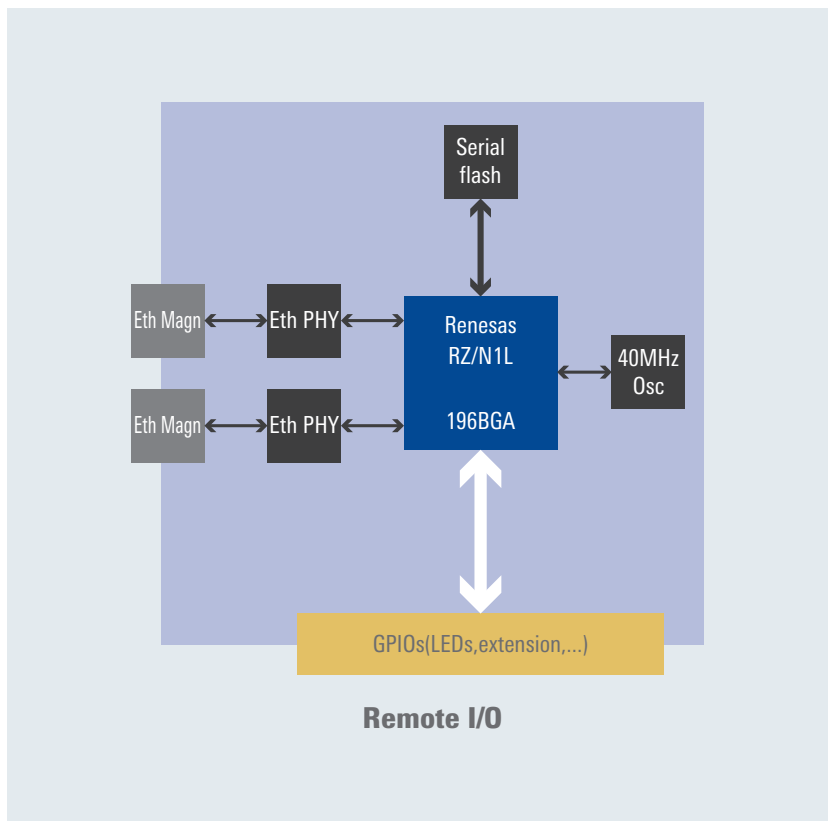 Serial
flash
Eth Magn
Eth PHY
Renesas
RZ/N1L
196BGA
40MHz
Osc
Eth Magn
Eth PHY
GPIOs(LEDs,extension,...)
Remote I/O